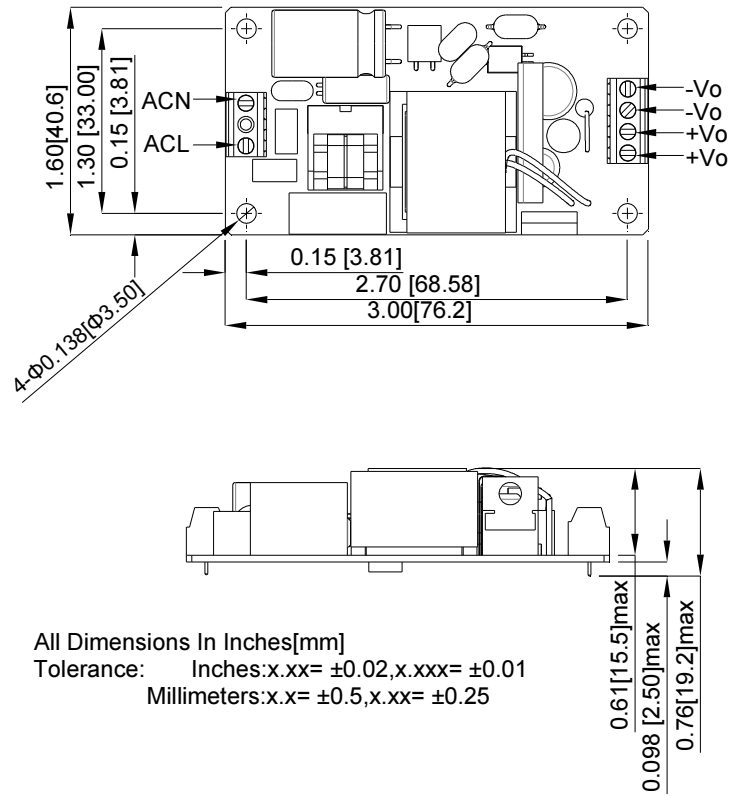 1.60[40.6]
1.30 [33.00]
0.15 [3.81]
ACN
ACL
-Vo
-Vo
+Vo
+Vo
0.15 [3.81]
2.70 [68.58]
3.00[76.2]
4-Φ0.138[Φ3.50]
0.61[15.5]max
0.098 [2.50]max
0.76[19.2]max
All Dimensions In Inches[mm]
Tolerance: Inches:x.xx= ±0.02,x.xxx= ±0.01
Millimeters:x.x= ±0.5,x.xx= ±0.25